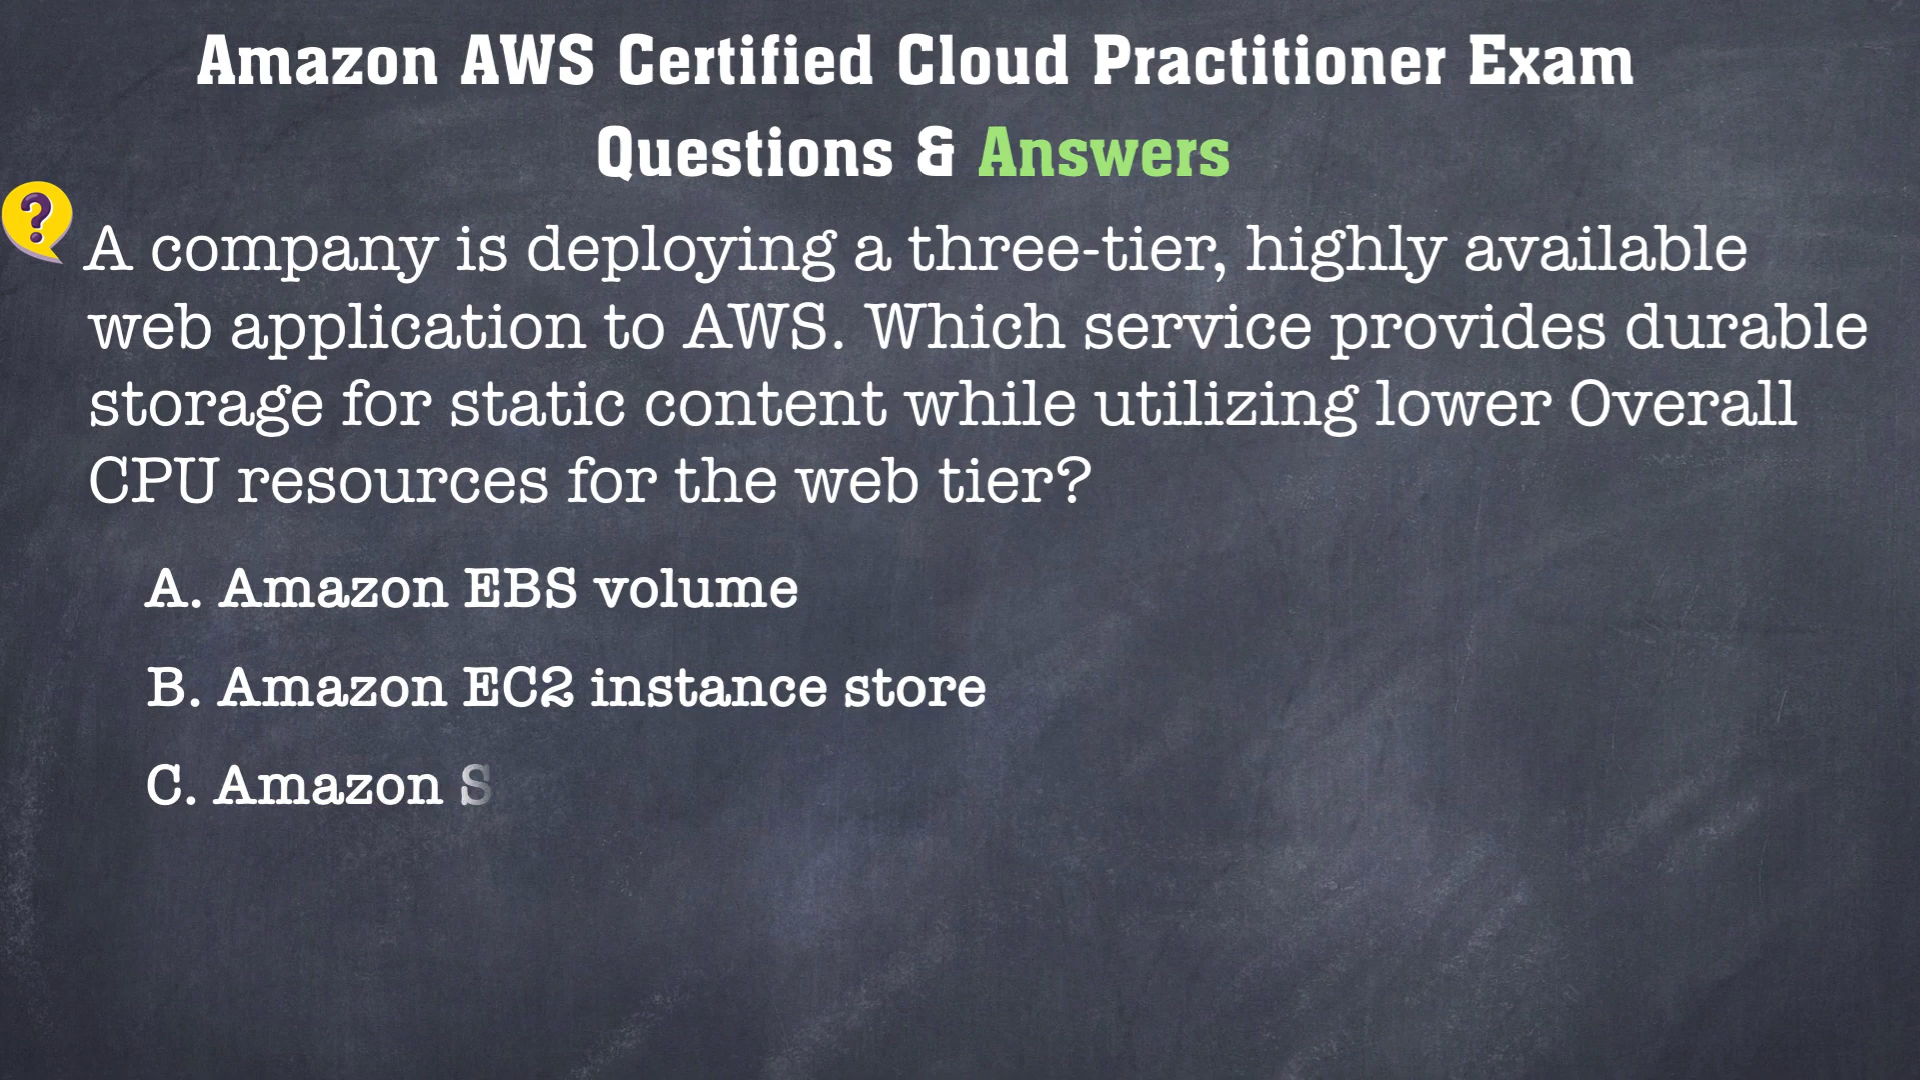 Amazon AWS Certified Cloud Practitioner Exam
Questions & Answers
?
A company is deploying a three-tier, highly available
web application to AWS. Which service provides durable
storage for static content while utilizing lower Overall
CPU resources for the web tier?
A. Amazon EBS volume
B. Amazon EC2 instance store
C. Amazon S